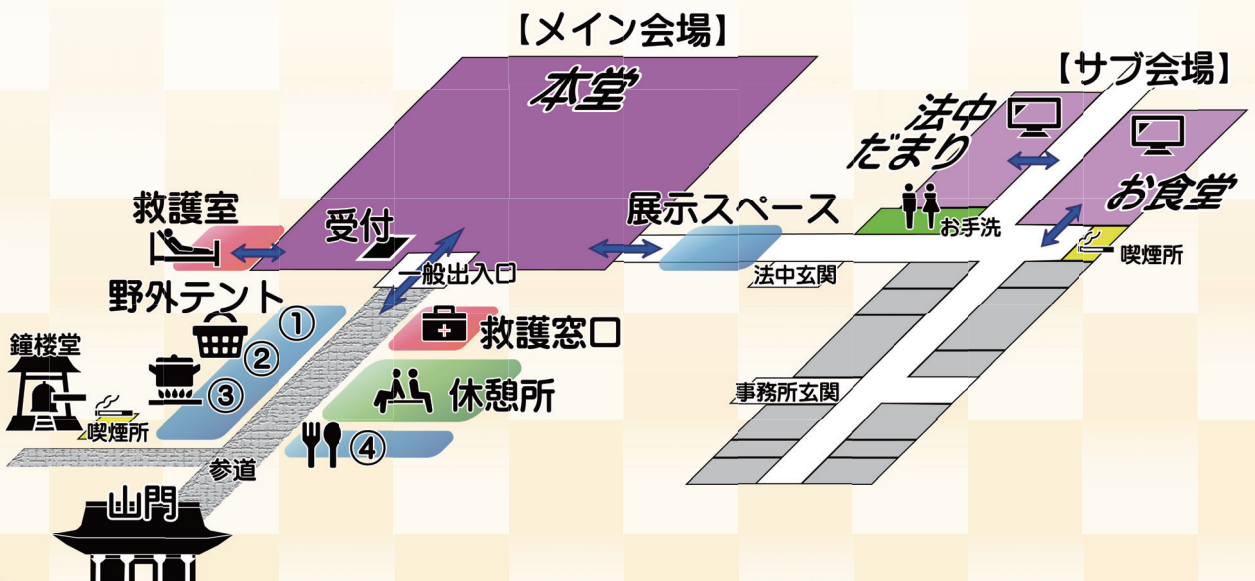 【メイン会場】
本堂
【サブ会場】
法中
だまり
お食堂
救護室
受付
展示スペース
お手洗
喫煙所
一般出入口
法中玄関
野外テント
①
②
③
救護窓口
鐘楼堂
喫煙所
休憩所
事務所玄関
④
参道
山門